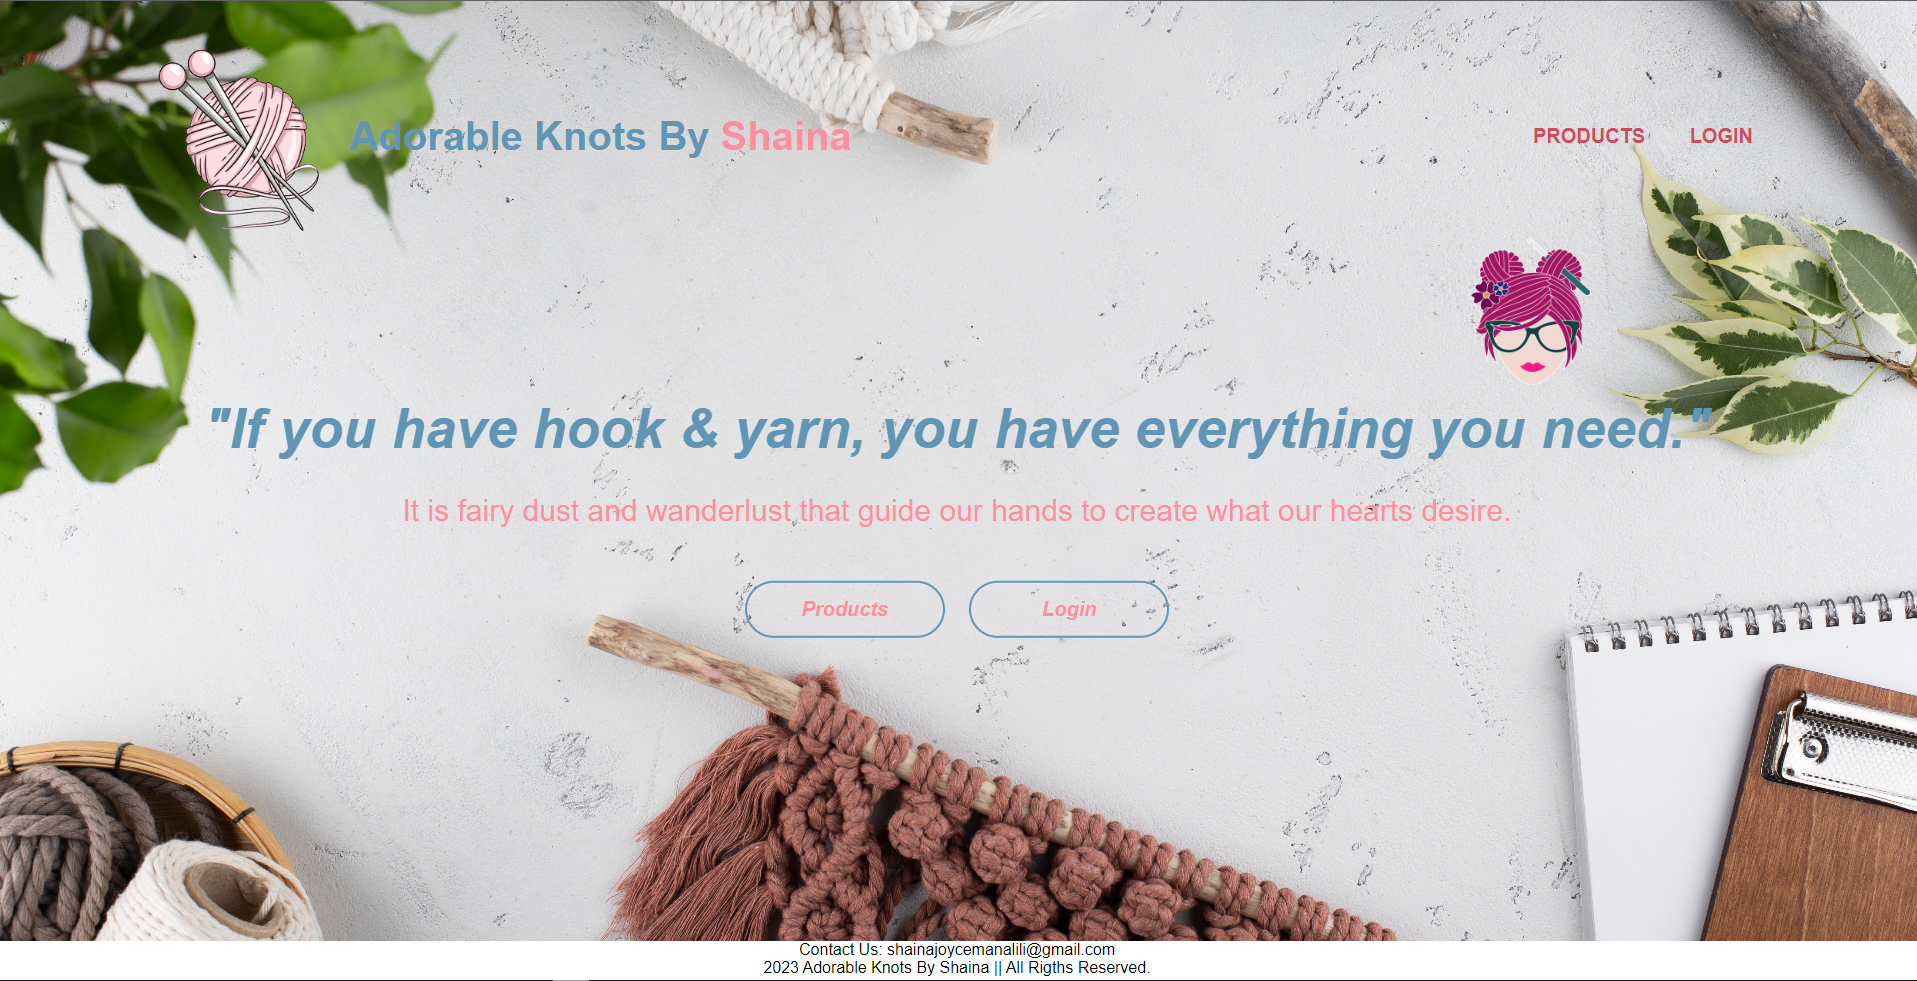 Adorable Knots By Shaina
PRODUCTS LOGIN
"If you have hook & yarn, you have everything you need."
It is fairy dust and wanderlust that guide our hands to create what our hearts desire.
Products Login
Contact Us: shainajoycemanalili@gmail.com
2023 Adorable Knots By Shaina || All Rigths Reserved.